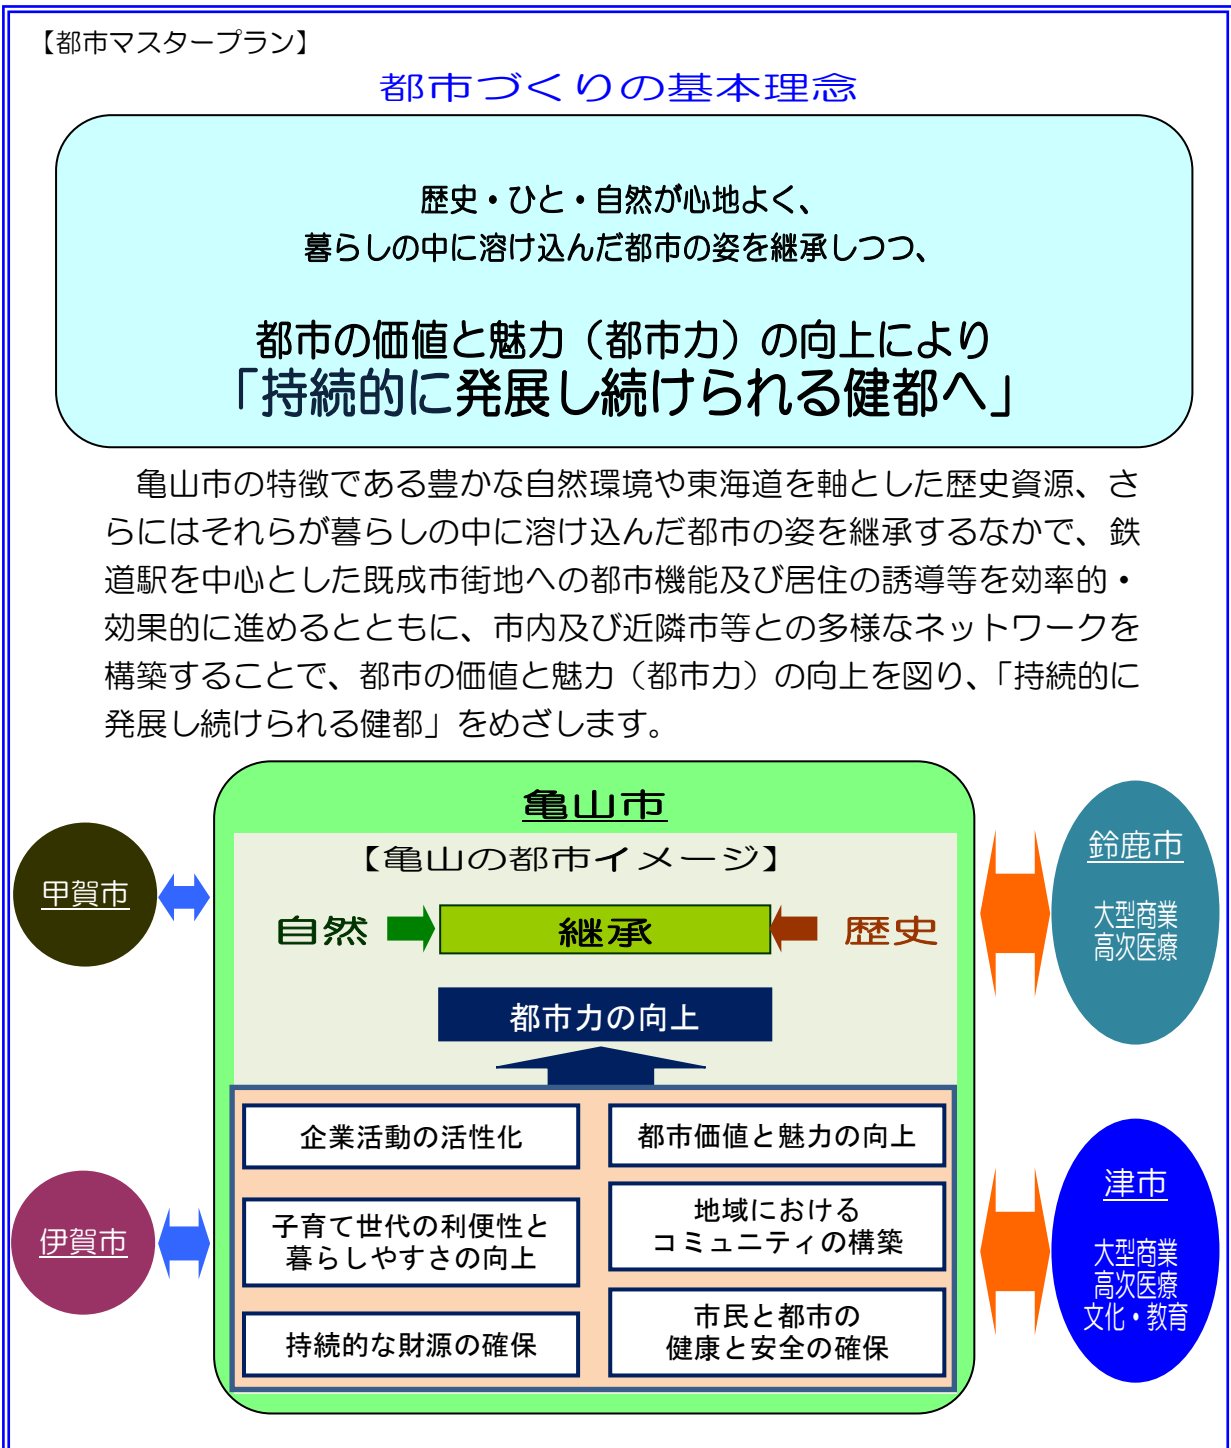 【都市マスタープラン】
都市づくりの基本理念
歴史・ひと・自然が心地よく、
暮らしの中に溶け込んだ都市の姿を継承しつつ、
都市の価値と魅力（都市力）の向上により
「持続的に発展し続けられる健都へ」
亀山市の特徴である豊かな自然環境や東海道を軸とした歴史資源、さ
らにはそれらが暮らしの中に溶け込んだ都市の姿を継承するなかで、鉄
道駅を中心とした既成市街地への都市機能及び居住の誘導等を効率的・
効果的に進めるとともに、市内及び近隣市等との多様なネットワークを
構築することで、都市の価値と魅力（都市力）の向上を図り、「持続的に
発展し続けられる健都」をめざします。
亀山市
【亀山の都市イメージ】
自然
継承
歴史
都市力の向上
企業活動の活性化
都市価値と魅力の向上
子育て世代の利便性と
暮らしやすさの向上
地域における
コミュニティの構築
持続的な財源の確保
市民と都市の
健康と安全の確保
甲賀市
伊賀市
鈴鹿市
大型商業
高次医療
津市
大型商業
高次医療
文化・教育